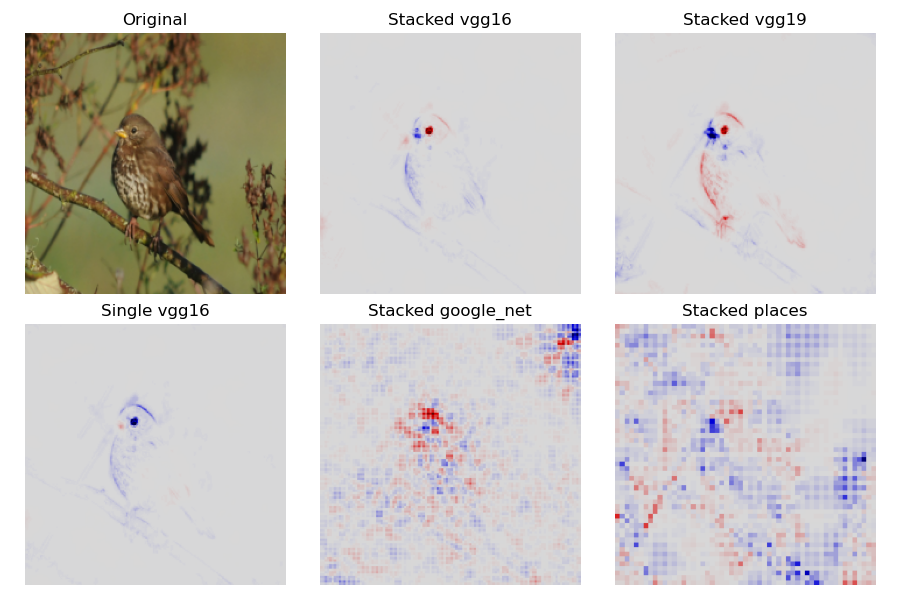 Original
Stacked vgg16
Stacked vgg19
Single vgg16
Stacked google_net
Stacked places